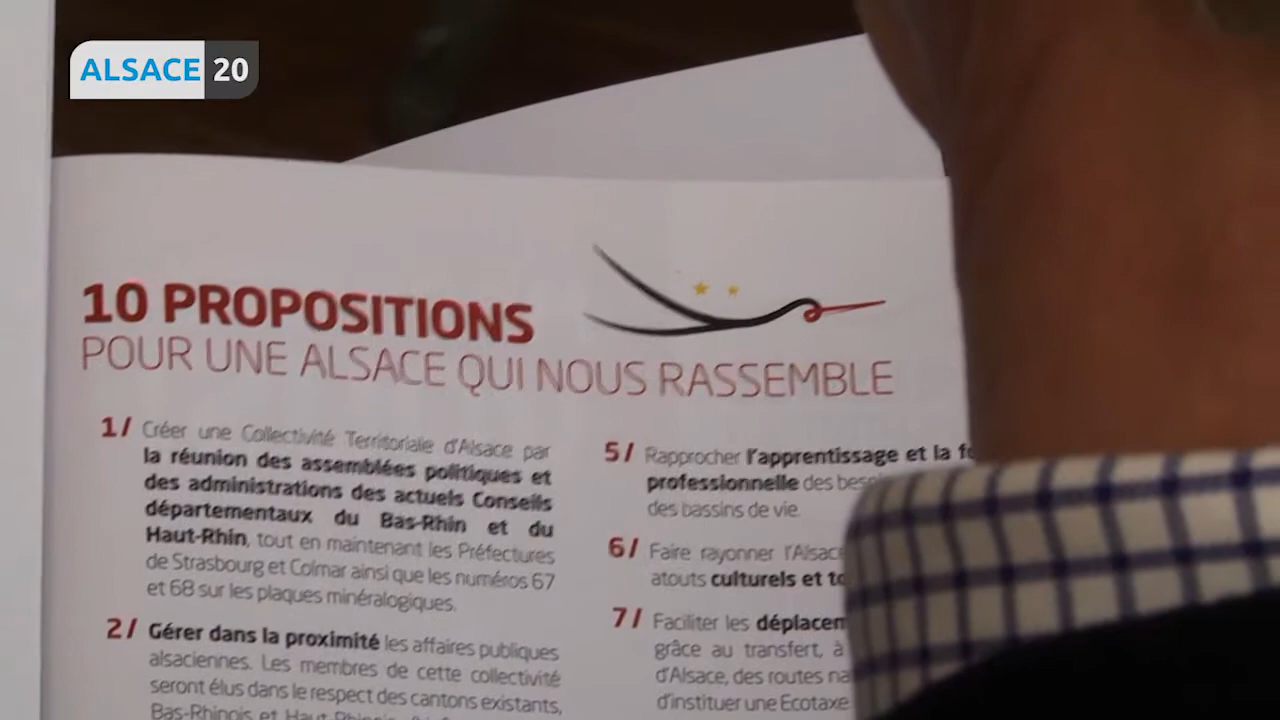 ALSACE 20
10 PROPOSITIONS
POUR UNE ALSACE QUI NOUS RASSEMBLE
1/ Créer une Collectivité Territoriale d'Alsace par
la réunion des assemblées politiques et
des administrations des actuels Conseils
départementaux du Bas-Rhin et du
Haut-Rhin, tout en maintenant les Préfectures
de Strasbourg et Colmar ainsi que les numéros 67
et 68 sur les plaques minéralogiques.
2/ Gérer dans la proximité les affaires publiques
alsaciennes. Les membres de cette collectivité
seront élus dans le respect des cantons existants,
Bas-Rhinois et Haut-Rhinois.
5/ Rapprocher l'apprentissage et la
professionnelle des
des bassins de vie.
6/ Faire rayonner
atouts culturels et
7/ Faciliter les
grâce au transfert, à
d'Alsace, des routes
d'instituer une Ecotaxe